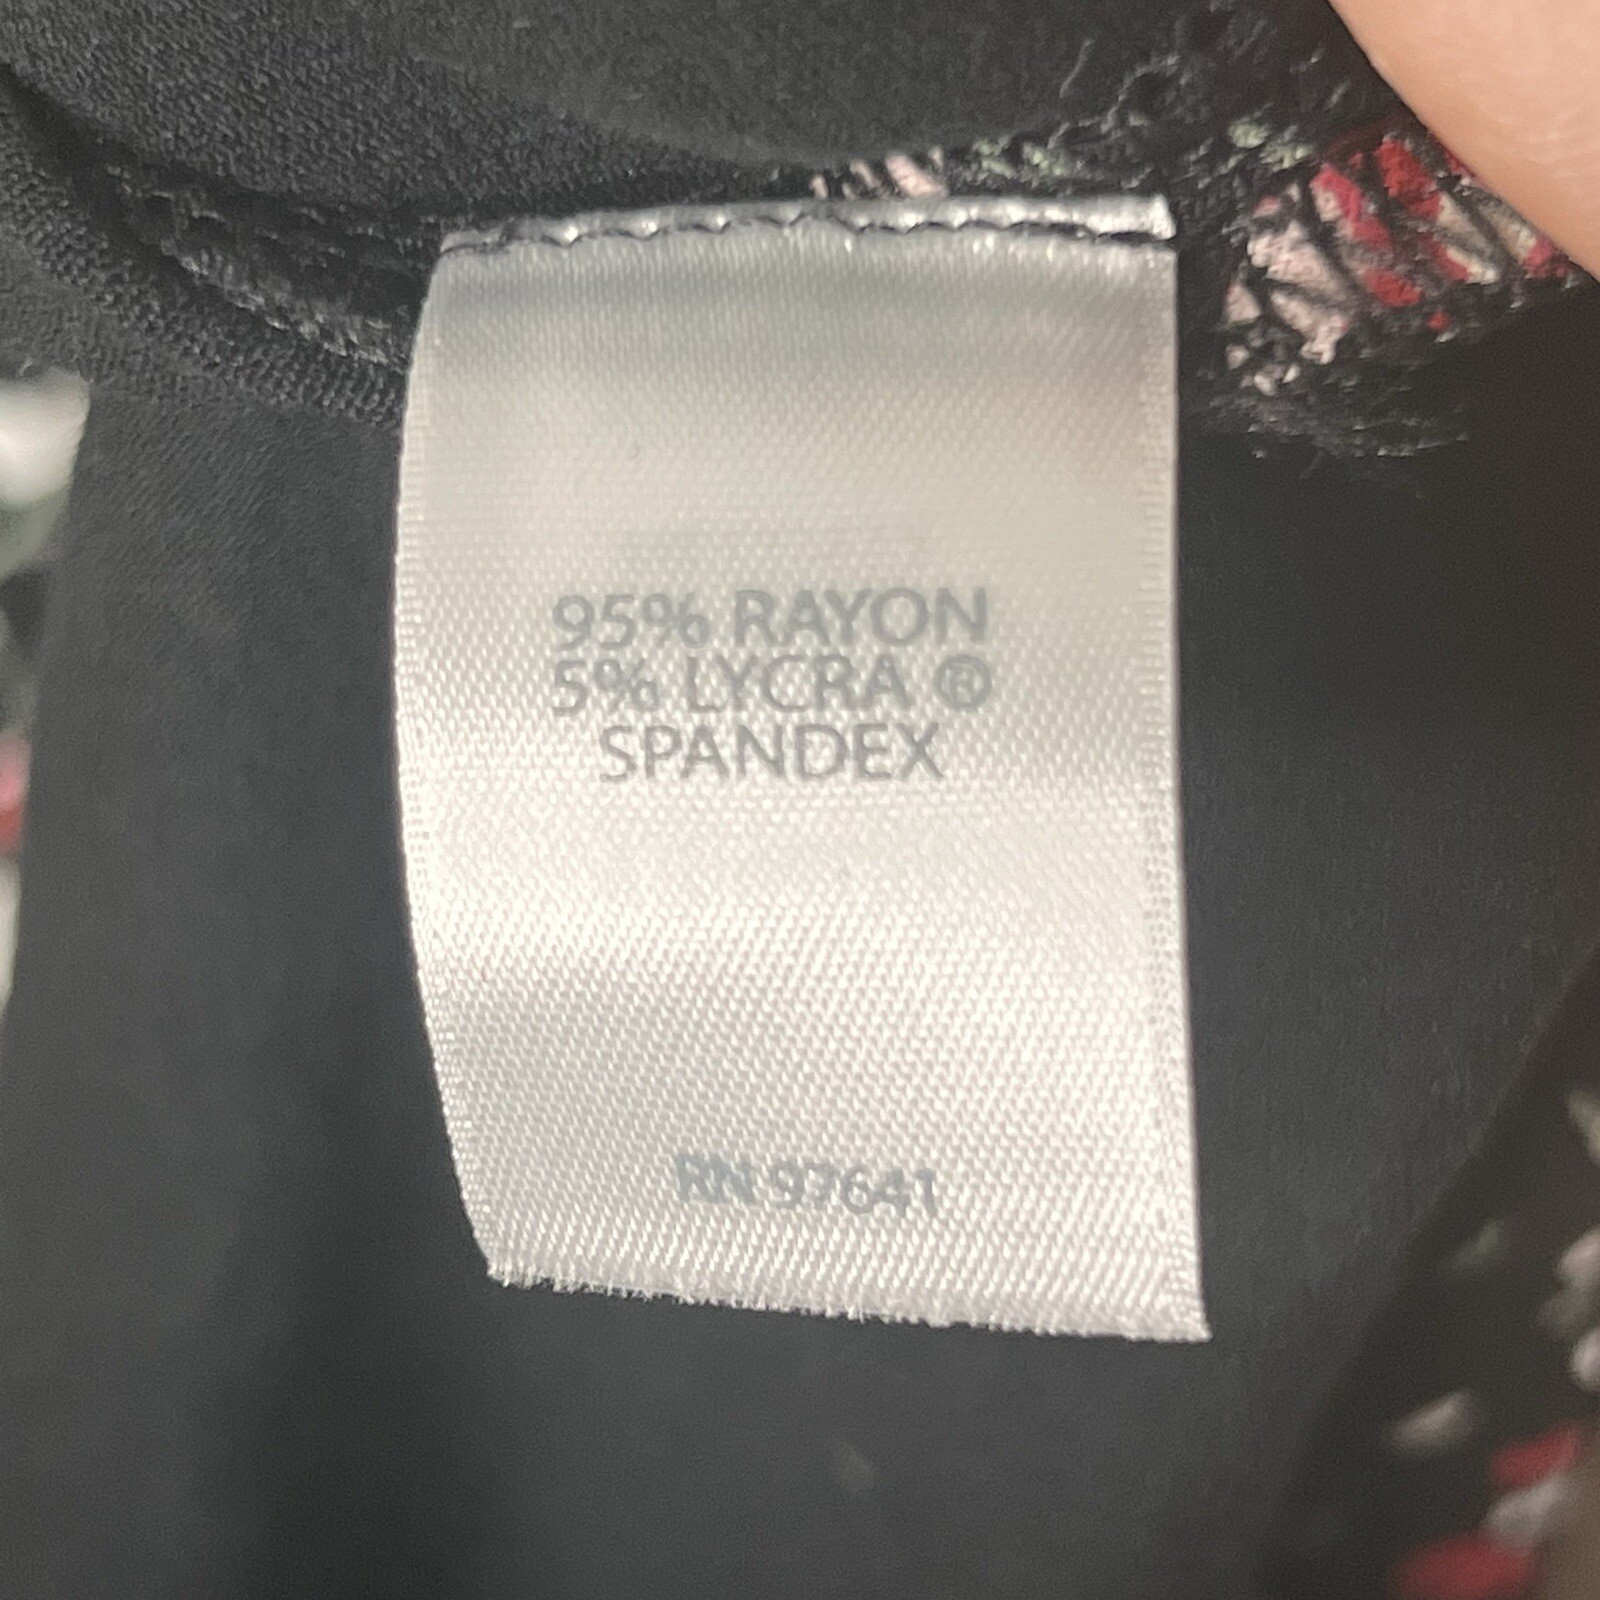 95% RAYON
5% LYCRA ®
SPANDEX
RN 97641